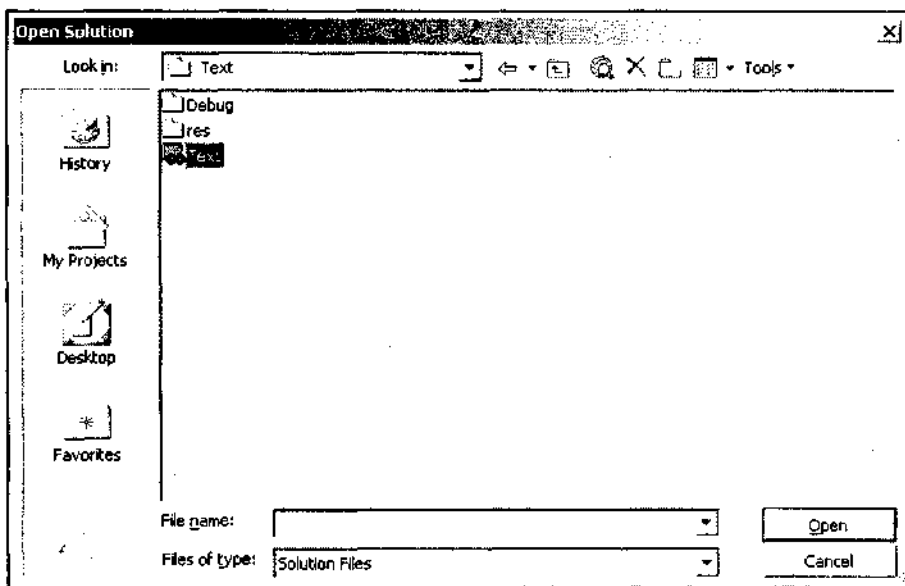 Open Solution
Look in: Text Tools
Debug
res
Text
History
My Projects
Desktop
Favorites
File name: Open
Files of type: Solution Files Cancel